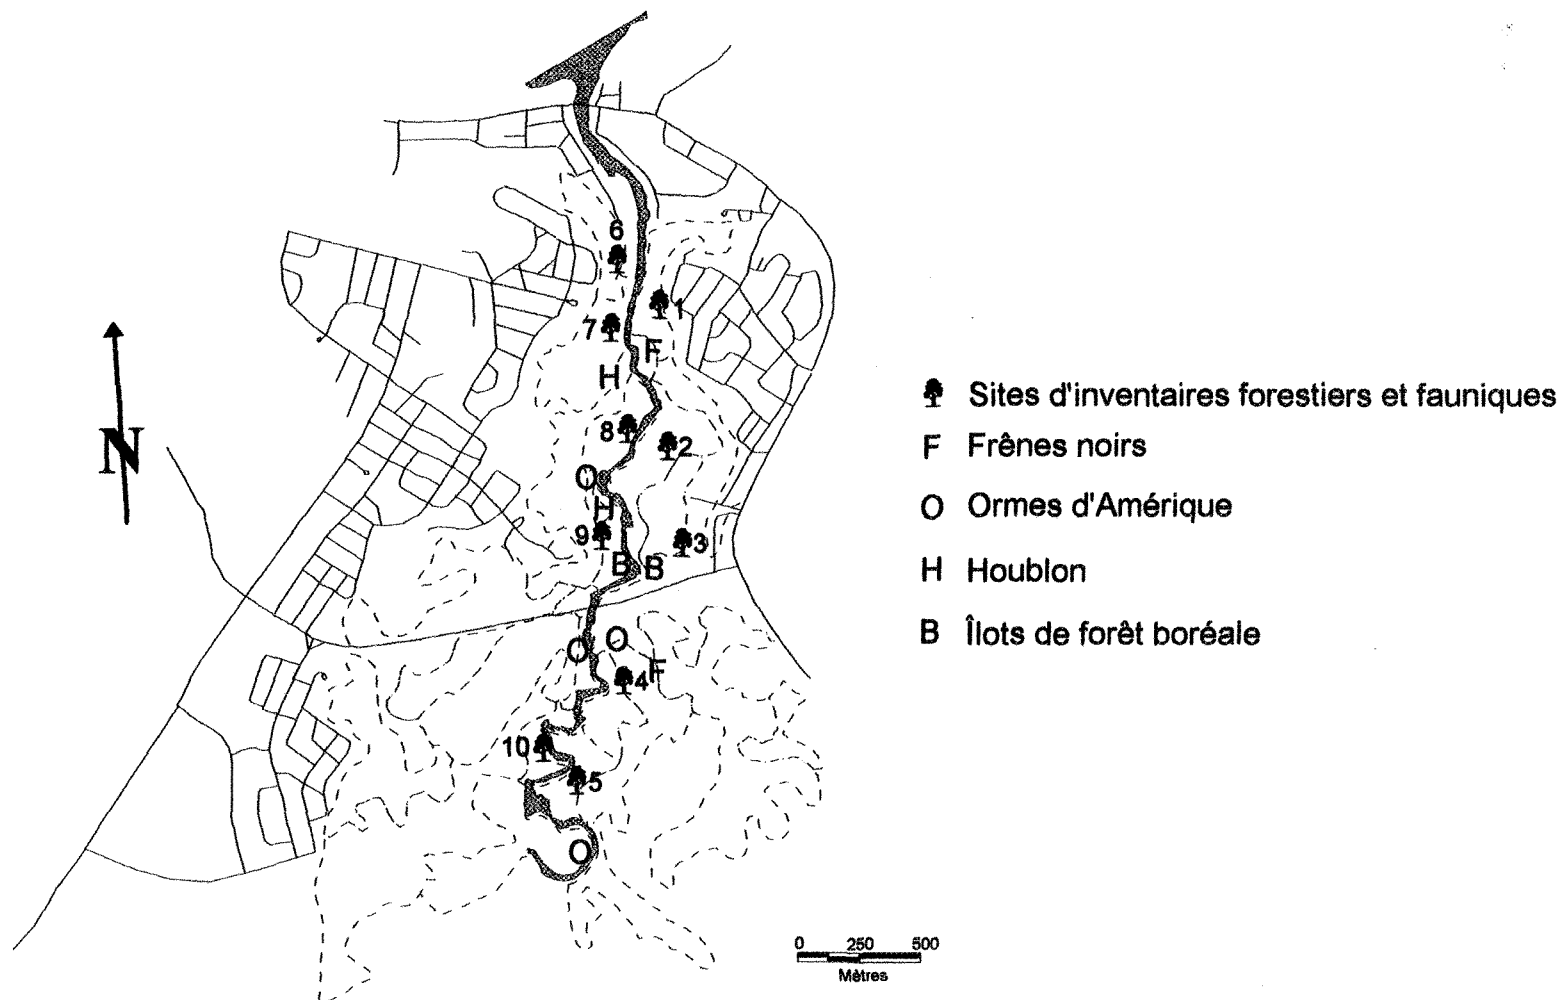 6
1
7
F
H
8
2
O
H
9
3
B B
O O
4 F
10
5
O
N
Sites d'inventaires forestiers et fauniques
F Frênes noirs
O Ormes d'Amérique
H Houblon
B Îlots de forêt boréale
0 250 500
Mètres